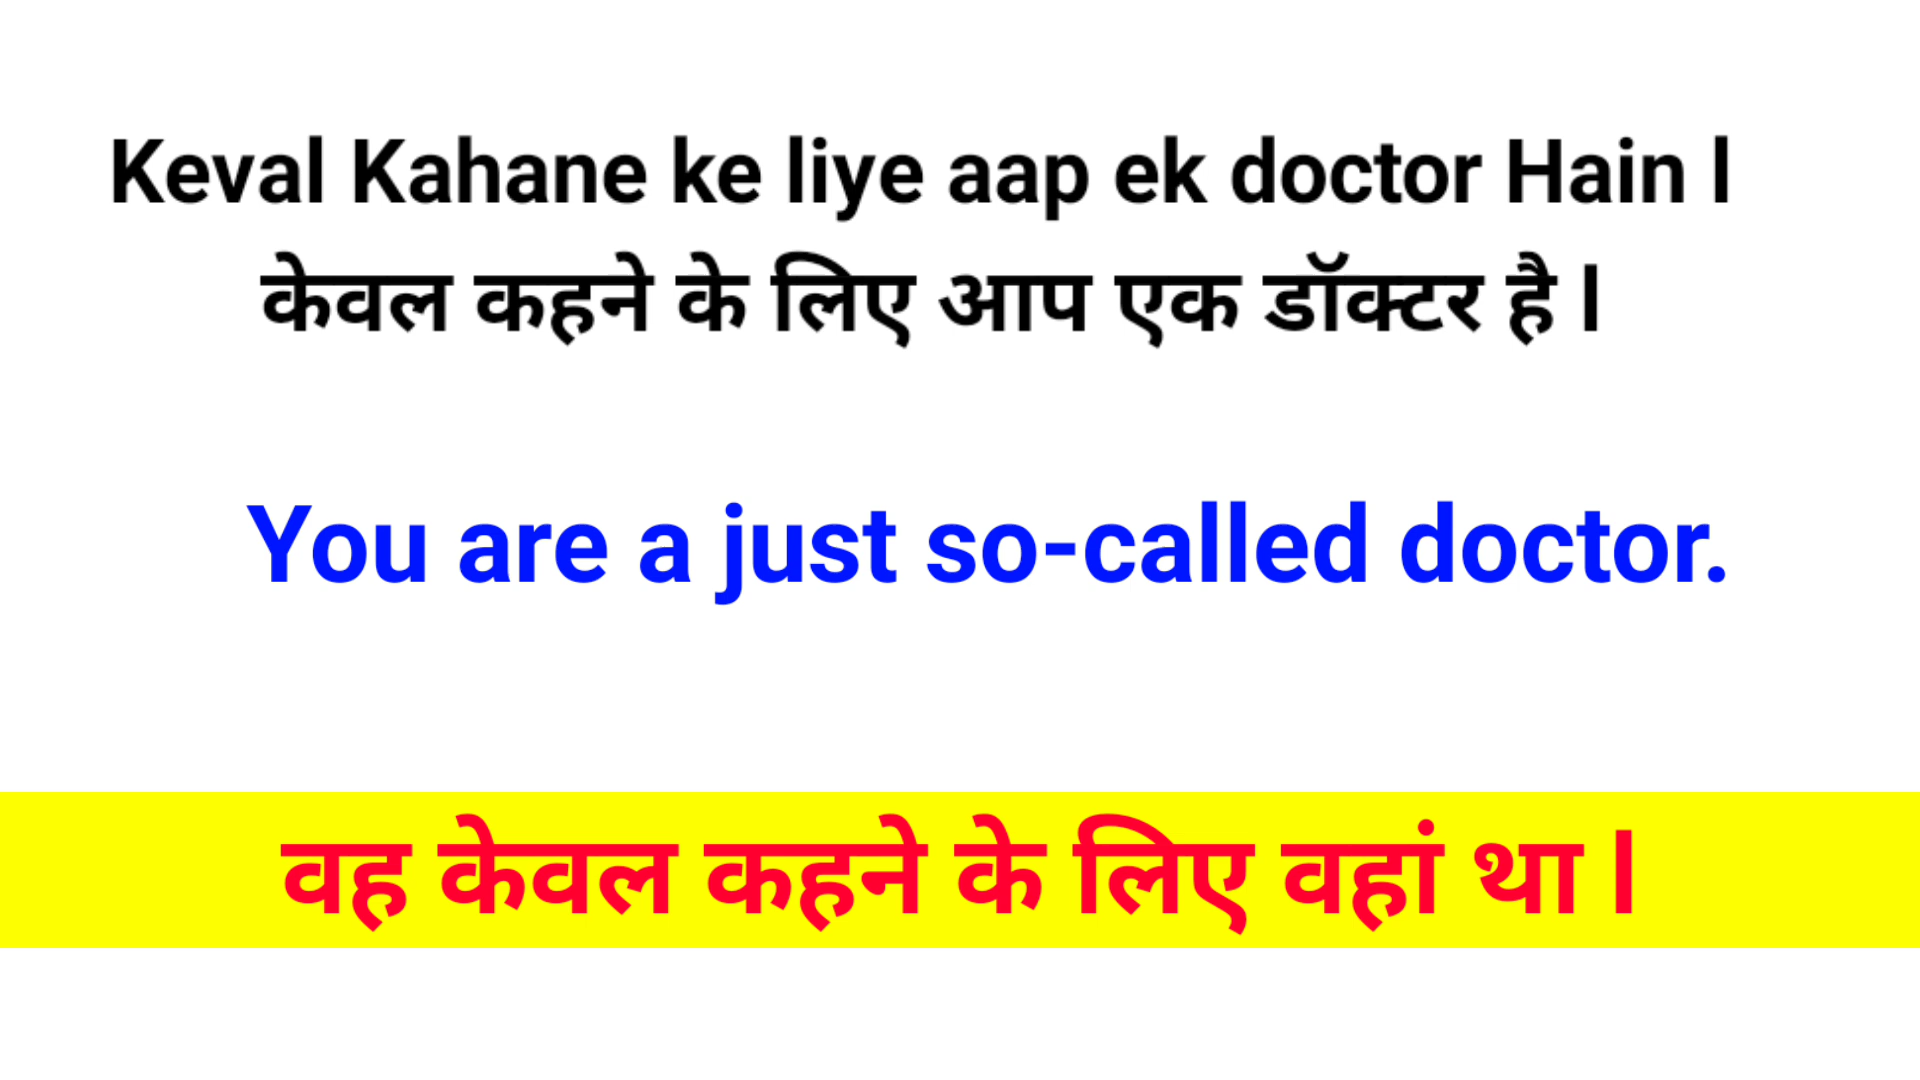 Keval Kahane ke liye aap ek doctor Hain l
केवल कहने के लिए आप एक डॉक्टर है l
You are a just so-called doctor.
वह केवल कहने के लिए वहां था l